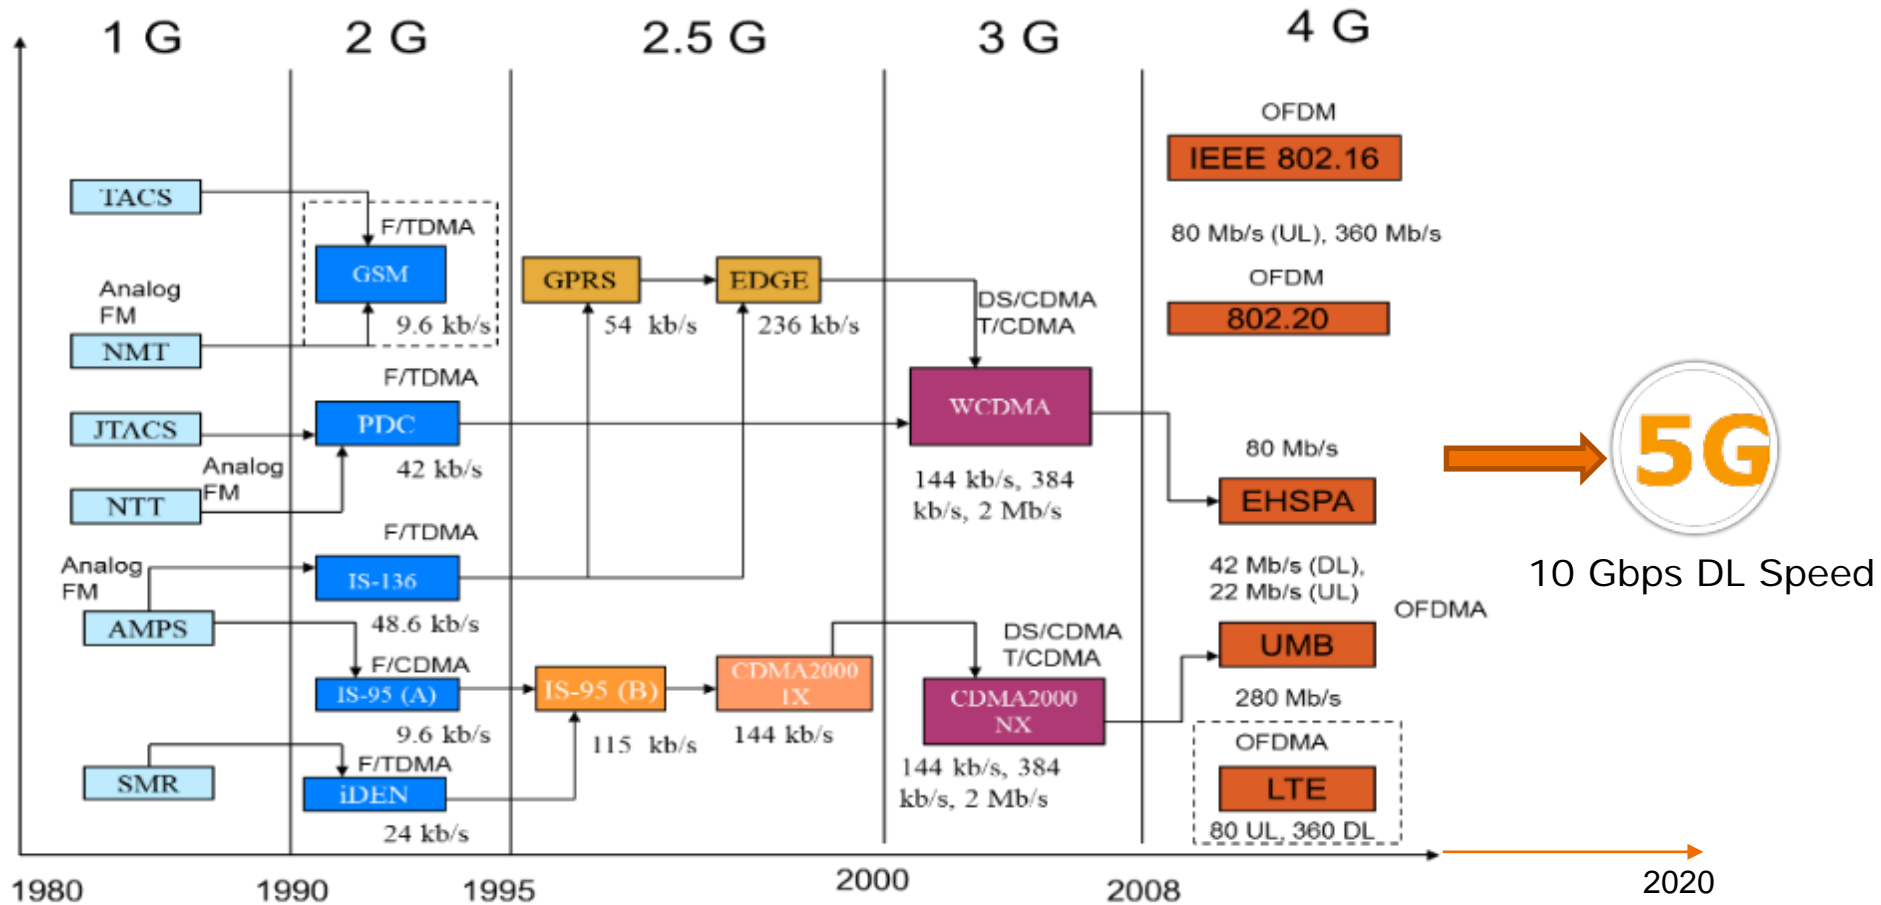 1 G
2 G
2.5 G
3 G
4 G
TACS
Analog
FM
NMT
JTACS
Analog
FM
NTT
Analog
FM
AMPS
SMR
F/TDMA
GSM
9.6 kb/s
F/TDMA
PDC
42 kb/s
F/TDMA
IS-136
48.6 kb/s
F/CDMA
IS-95 (A)
9.6 kb/s
F/TDMA
iDEN
24 kb/s
GPRS
54 kb/s
EDGE
236 kb/s
IS-95 (B)
115 kb/s
CDMA2000
1X
144 kb/s
DS/CDMA
T/CDMA
WCDMA
144 kb/s, 384
kb/s, 2 Mb/s
DS/CDMA
T/CDMA
CDMA2000
NX
144 kb/s, 384
kb/s, 2 Mb/s
OFDM
IEEE 802.16
80 Mb/s (UL), 360 Mb/s
OFDM
802.20
80 Mb/s
EHSPA
42 Mb/s (DL),
22 Mb/s (UL)
OFDMA
UMB
280 Mb/s
OFDMA
LTE
80 UL, 360 DL
5G
10 Gbps DL Speed
1980
1990
1995
2000
2008
2020